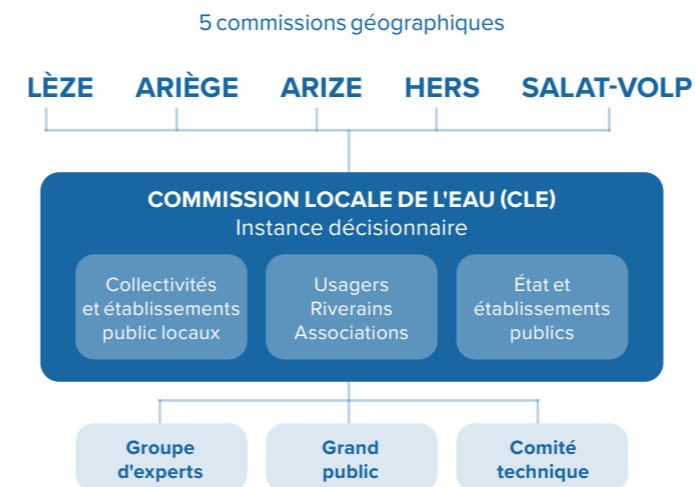 5 commissions géographiques
LÈZE ARIÈGE ARIZE HERS SALAT-VOLP
COMMISSION LOCALE DE L'EAU (CLE)
Instance décisionnaire
Collectivités
et établissements
public locaux
Usagers
Riverains
Associations
État et
établissements
publics
Groupe
d'experts
Grand
public
Comité
technique